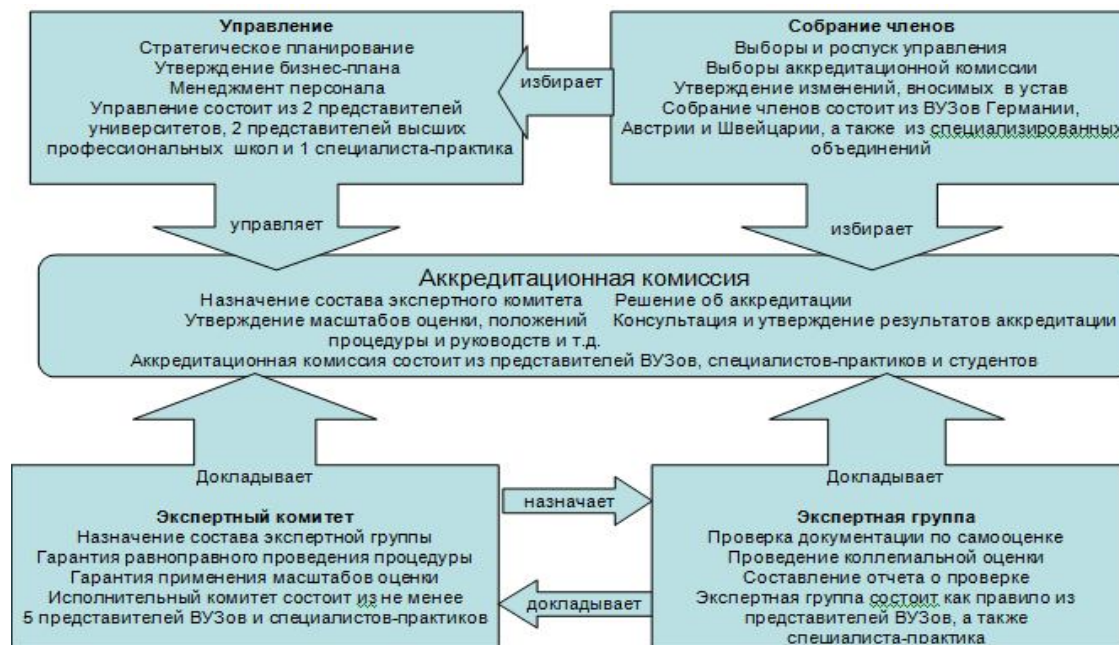 Управление
Стратегическое планирование
Утверждение бизнес-плана
Менеджмент персонала
Управление состоит из 2 представителей
университетов, 2 представителей высших
профессиональных школ и 1 специалиста-практика
избирает
Собрание членов
Выборы и роспуск управления
Выборы аккредитационной комиссии
Утверждение изменений, вносимых в устав
Собрание членов состоит из ВУЗов Германии,
Австрии и Швейцарии, а также из специализированных
объединений
управляет
избирает
Аккредитационная комиссия
Назначение состава экспертного комитета Решение об аккредитации
Утверждение масштабов оценки, положений Консультация и утверждение результатов аккредитации
процедуры и руководств и т.д.
Аккредитационная комиссия состоит из представителей ВУЗов, специалистов-практиков и студентов
Докладывает
Экспертный комитет
Назначение состава экспертной группы
Гарантия равноправного проведения процедуры
Гарантия применения масштабов оценки
Исполнительный комитет состоит из не менее
5 представителей ВУЗов и специалистов-практиков
назначает
докладывает
Докладывает
Экспертная группа
Проверка документации по самооценке
Проведение коллегиальной оценки
Составление отчета о проверке
Экспертная группа состоит как правило из
представителей ВУЗов, а также
специалиста-практика